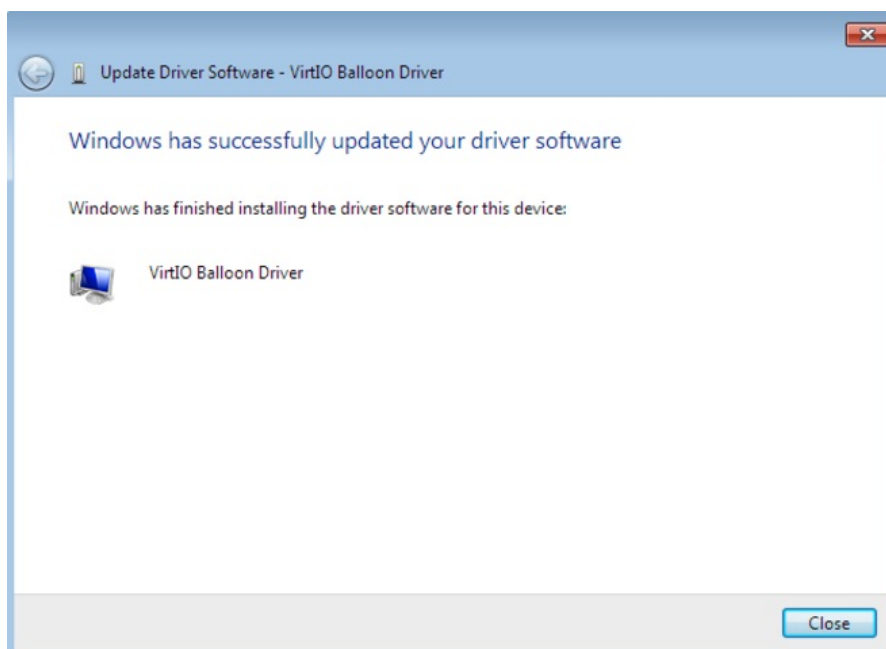 Update Driver Software - VirtIO Balloon Driver
Windows has successfully updated your driver software
Windows has finished installing the driver software for this device:
VirtIO Balloon Driver
Close